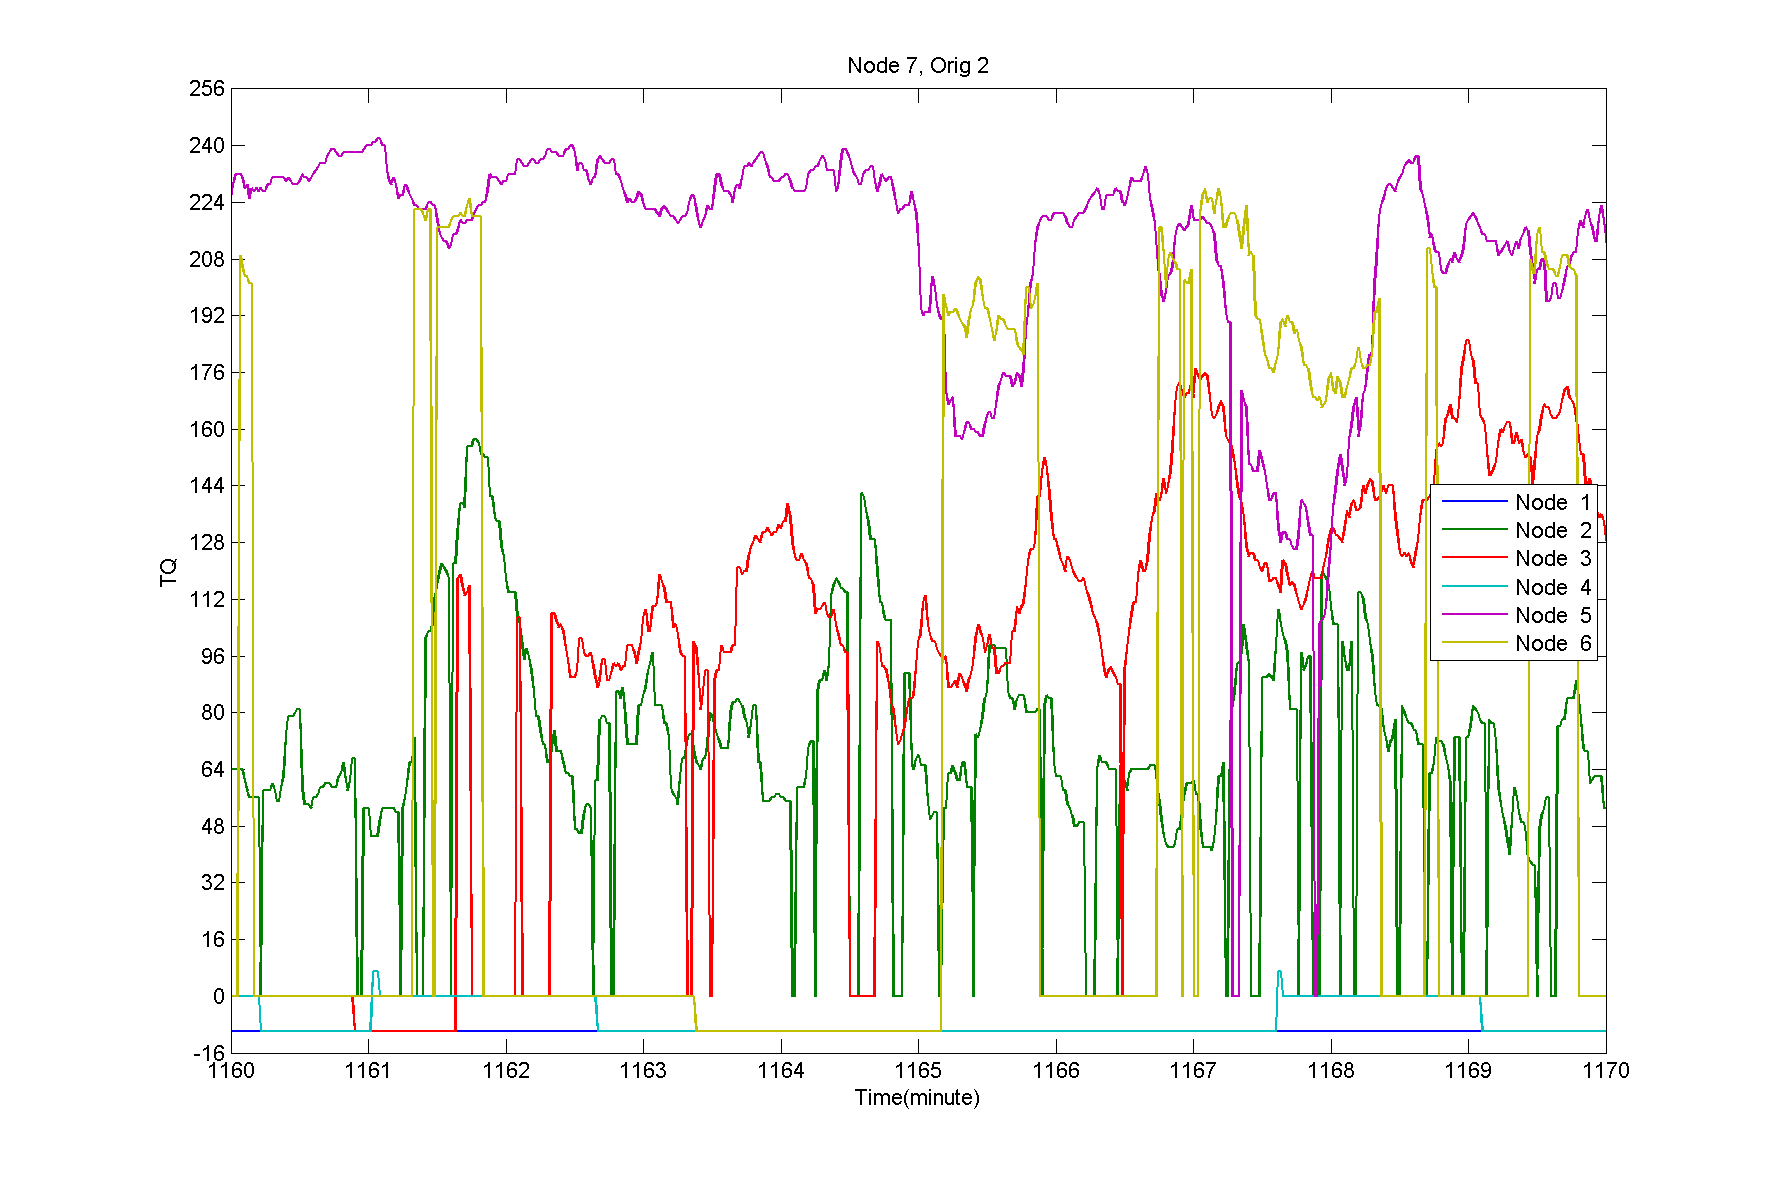 Node 7, Orig 2
256
240
224
208
192
176
160
144
128
112
96
80
64
48
32
16
0
-16
TQ
Node 1
Node 2
Node 3
Node 4
Node 5
Node 6
1160 1161 1162 1163 1164 1165 1166 1167 1168 1169 1170
Time(minute)